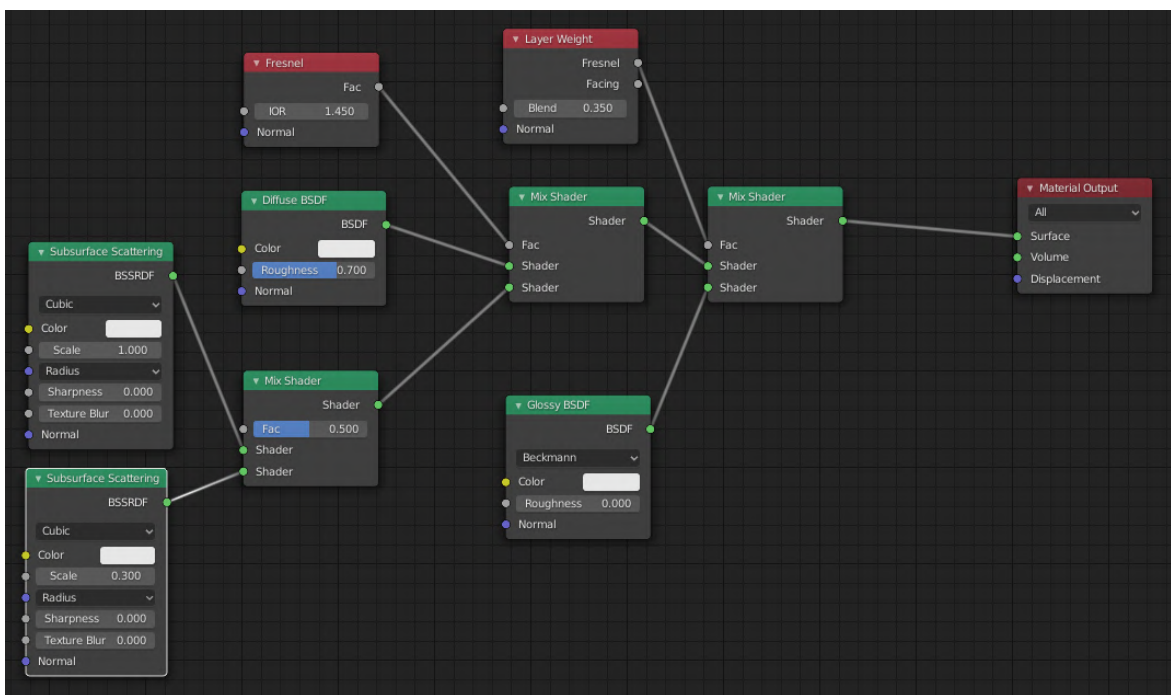 Fresnel
Fac
IOR 1.450
Normal
Layer Weight
Fresnel
Facing
Blend 0.350
Normal
Diffuse BSDF
BSDF
Color
Roughness 0.700
Normal
Mix Shader
Shader
Fac
Shader
Shader
Mix Shader
Shader
Fac
Shader
Shader
Material Output
All
Surface
Volume
Displacement
Subsurface Scattering
BSSRDF
Cubic
Color
Scale 1.000
Radius
Sharpness 0.000
Texture Blur 0.000
Normal
Mix Shader
Shader
Fac 0.500
Shader
Shader
Glossy BSDF
BSDF
Beckmann
Color
Roughness 0.000
Normal
Subsurface Scattering
BSSRDF
Cubic
Color
Scale 0.300
Radius
Sharpness 0.000
Texture Blur 0.000
Normal